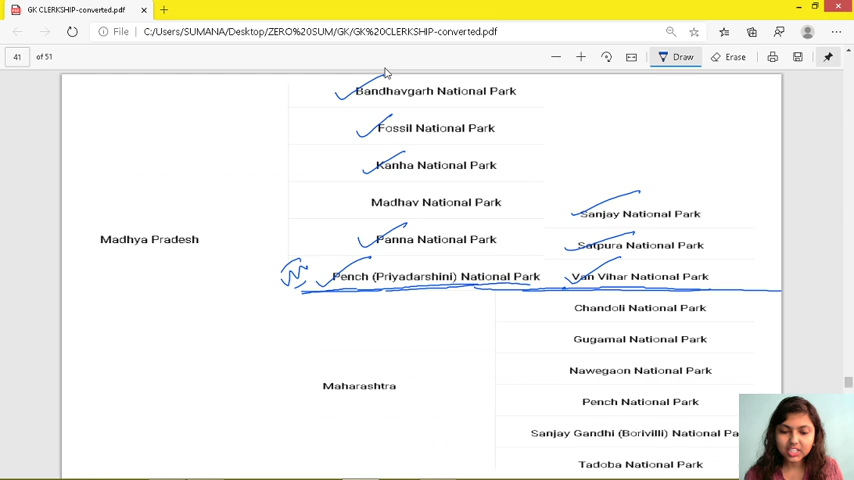 GK CLERKSHIP-converted.pdf
File
C:/Users/SUMANA/Desktop/ZERO%20SUM/GK/GK%20CLERKSHIP-converted.pdf
41 of 51
Draw
Erase
Bandhavgarh National Park
Fossil National Park
Kanha National Park
Madhav National Park
Sanjay National Park
Madhya Pradesh
Panna National Park
Satpura National Park
Pench (Priyadarshini) National Park
Van Vihar National Park
Chandoli National Park
Gugamal National Park
Nawegaon National Park
Maharashtra
Pench National Park
Sanjay Gandhi (Borivilli) National Pa
Tadoba National Park